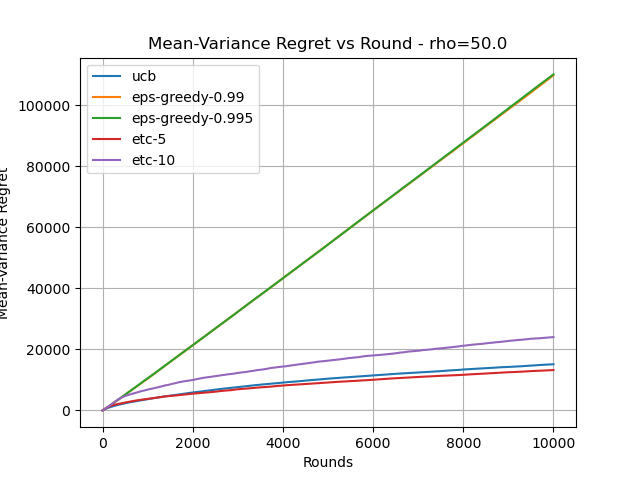 Mean-Variance Regret vs Round - rho=50.0
Mean-Variance Regret
100000
80000
60000
40000
20000
0
ucb
eps-greedy-0.99
eps-greedy-0.995
etc-5
etc-10
0 2000 4000 6000 8000 10000
Rounds